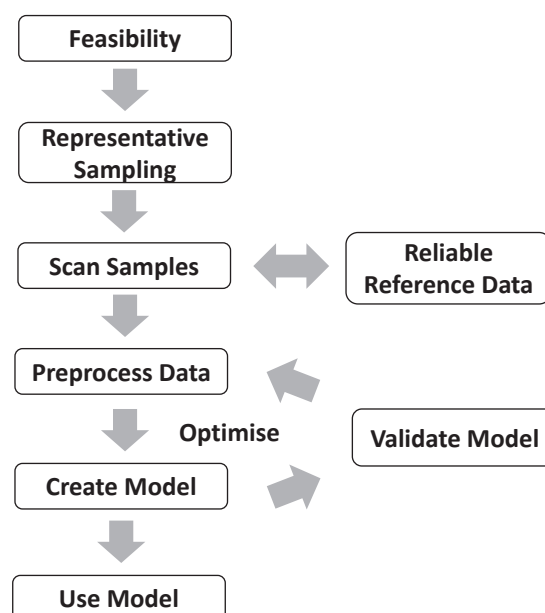 Feasibility
Representative
Sampling
Scan Samples
Reliable
Reference Data
Preprocess Data
Optimise
Validate Model
Create Model
Use Model